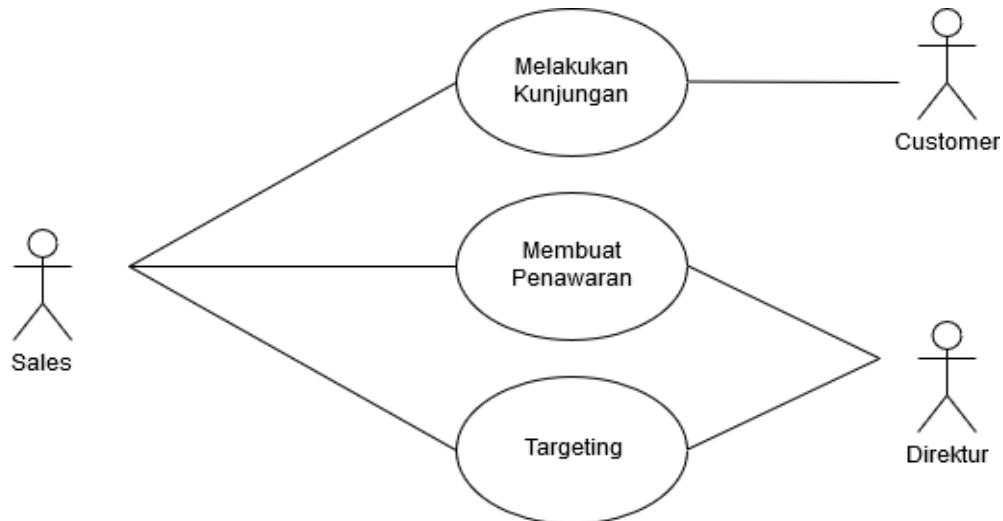 Melakukan
Kunjungan
Customer
Membuat
Penawaran
Sales
Targeting
Direktur